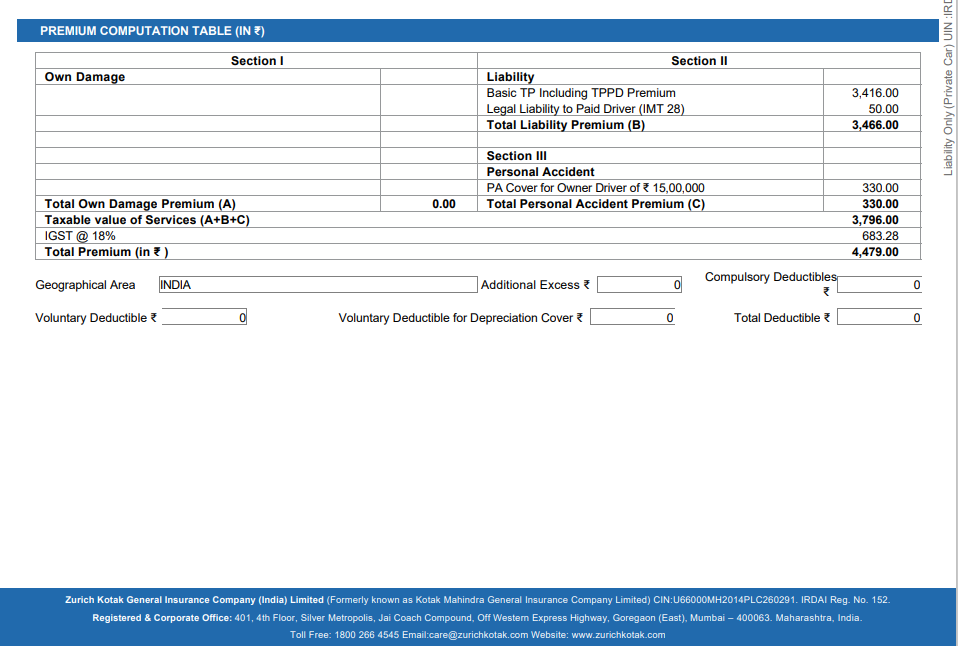 PREMIUM COMPUTATION TABLE (IN ₹)
Section I Section II
Own Damage Liability
Basic TP Including TPPD Premium 3,416.00
Legal Liability to Paid Driver (IMT 28) 50.00
Total Liability Premium (B) 3,466.00
Section III
Personal Accident
PA Cover for Owner Driver of ₹ 15,00,000 330.00
Total Own Damage Premium (A) 0.00 Total Personal Accident Premium (C) 330.00
Taxable value of Services (A+B+C) 3,796.00
IGST @ 18% 683.28
Total Premium (in ₹ ) 4,479.00
Geographical Area INDIA Additional Excess ₹ 0 Compulsory Deductibles ₹ 0
Voluntary Deductible ₹ 0 Voluntary Deductible for Depreciation Cover ₹ 0 Total Deductible ₹ 0
Liability Only (Private Car) UIN :IRD
Zurich Kotak General Insurance Company (India) Limited (Formerly known as Kotak Mahindra General Insurance Company Limited) CIN:U66000MH2014PLC260291. IRDAI Reg. No. 152.
Registered & Corporate Office: 401, 4th Floor, Silver Metropolis, Jai Coach Compound, Off Western Express Highway, Goregaon (East), Mumbai – 400063. Maharashtra, India.
Toll Free: 1800 266 4545 Email:care@zurichkotak.com Website: www.zurichkotak.com